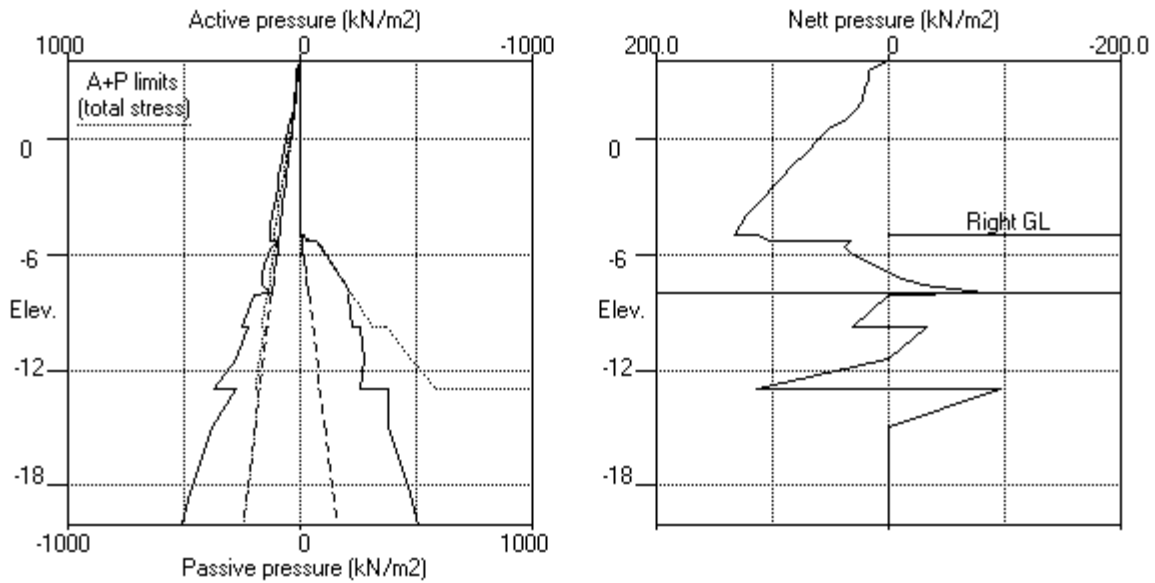 Active pressure (kN/m2)
1000 0 -1000
A+P limits
(total stress)
0
-6
Elev.
-12
-18
-1000 0 1000
Passive pressure (kN/m2)
Nett pressure (kN/m2)
200.0 0 -200.0
0
Right GL
-6
Elev.
-12
-18